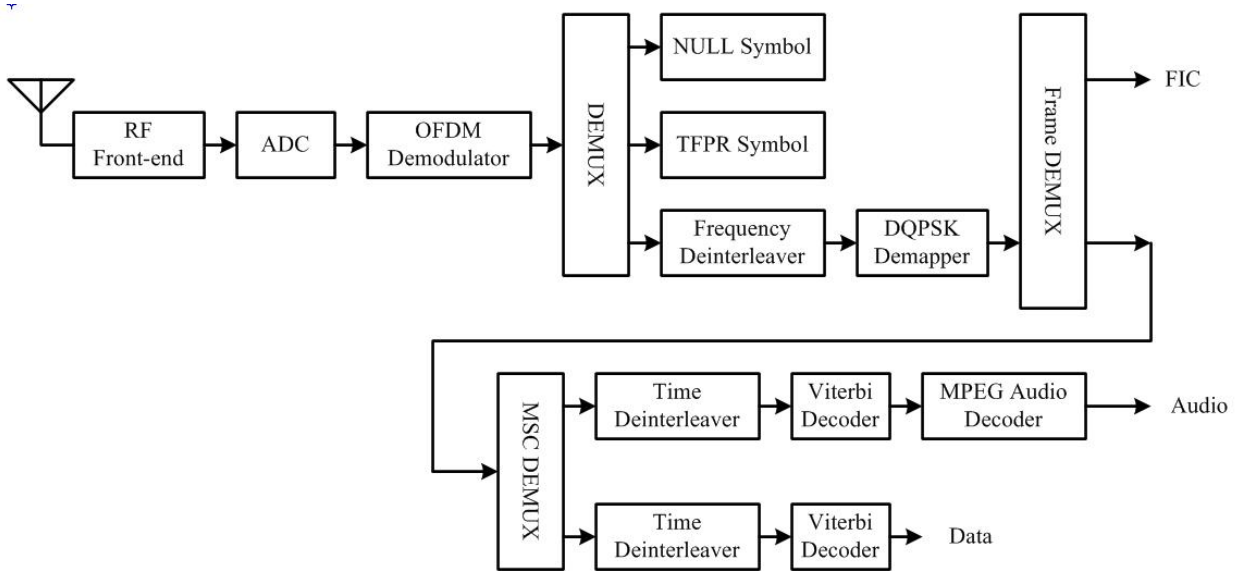 NULL Symbol
RF
Front-end
ADC
OFDM
Demodulator
DEMUX
TFPR Symbol
Frequency
Deinterleaver
DQPSK
Demapper
Frame DEMUX
FIC
MSC DEMUX
Time
Deinterleaver
Viterbi
Decoder
MPEG Audio
Decoder
Audio
Time
Deinterleaver
Viterbi
Decoder
Data